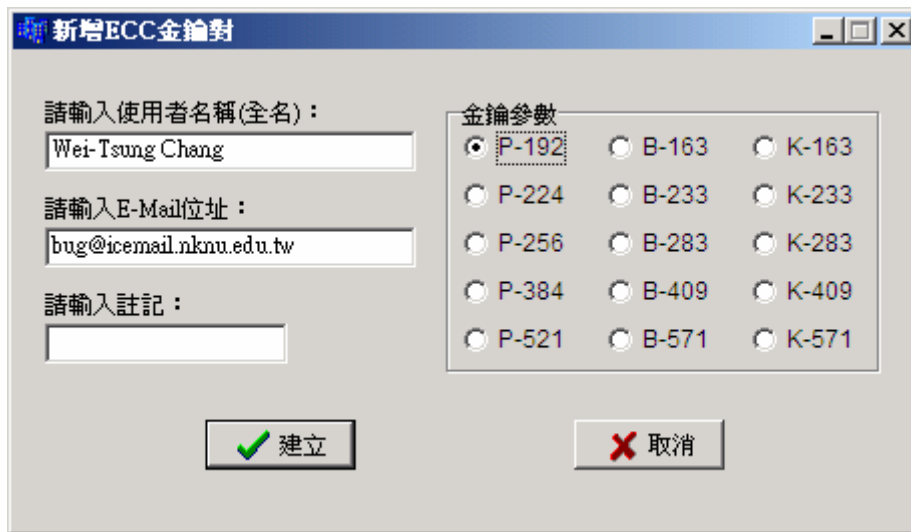 新增ECC金鑰對
請輸入使用者名稱(全名)：
Wei-Tsung Chang
請輸入E-Mail位址：
bug@icemail.nknu.edu.tw
請輸入註記：
金鑰參數
P-192 B-163 K-163
P-224 B-233 K-233
P-256 B-283 K-283
P-384 B-409 K-409
P-521 B-571 K-571
建立 取消